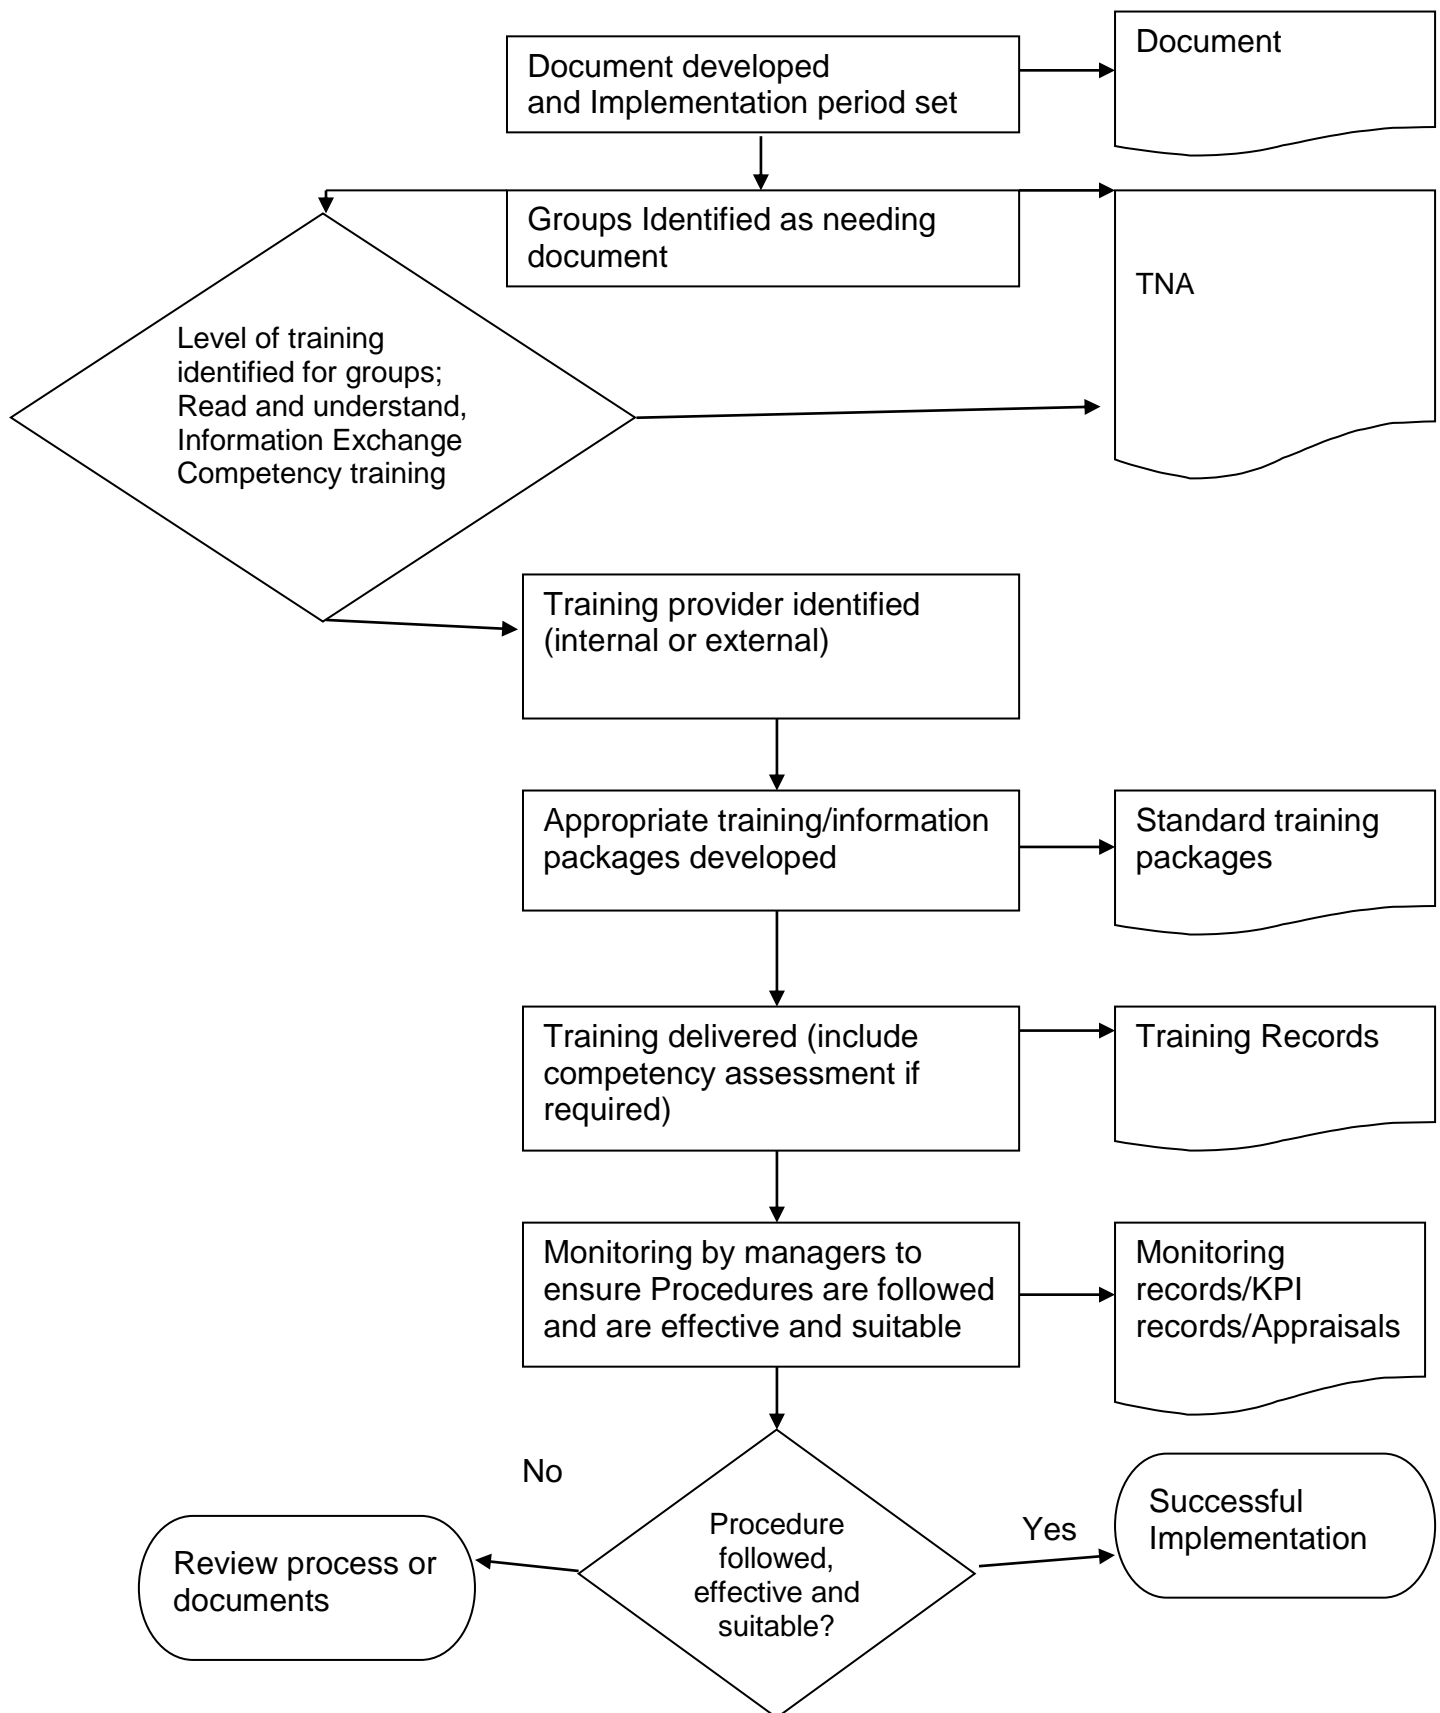 Document developed
and Implementation period set
Document
Groups Identified as needing
document
TNA
Level of training
identified for groups;
Read and understand,
Information Exchange
Competency training
Training provider identified
(internal or external)
Appropriate training/information
packages developed
Standard training
packages
Training delivered (include
competency assessment if
required)
Training Records
Monitoring by managers to
ensure Procedures are followed
and are effective and suitable
Monitoring
records/KPI
records/Appraisals
No
Procedure
followed,
effective and
suitable?
Yes
Successful
Implementation
Review process or
documents